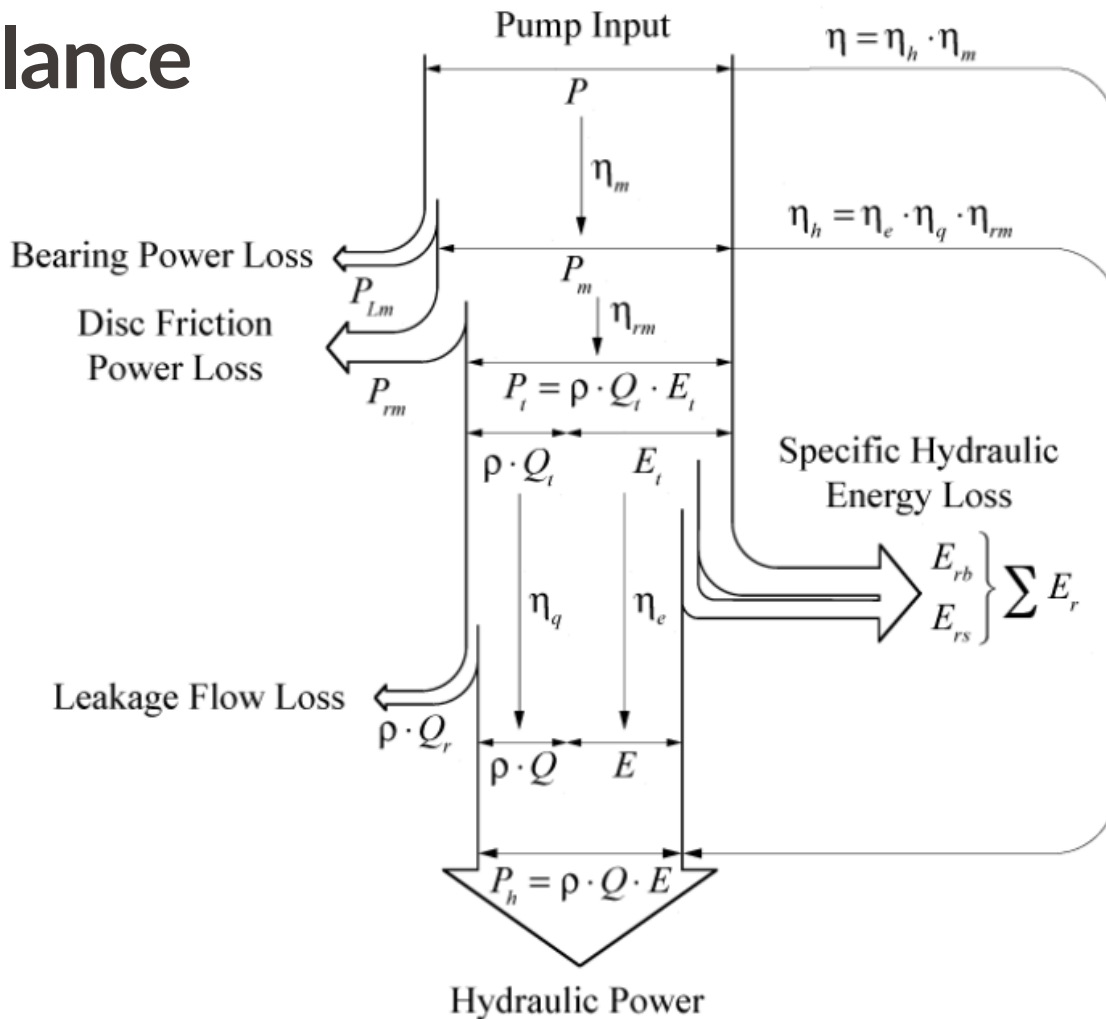 lance
Pump Input
η = η_h · η_m
P
η_m
η_h = η_e · η_q · η_rm
Bearing Power Loss
P_Lm
P_m
η_rm
Disc Friction
Power Loss
P_rm
P_t = ρ · Q_t · E_t
ρ · Q_t
E_t
Specific Hydraulic
Energy Loss
E_rb
E_rs
} ∑ E_r
η_q
η_e
Leakage Flow Loss
ρ · Q_r
ρ · Q
E
P_h = ρ · Q · E
Hydraulic Power